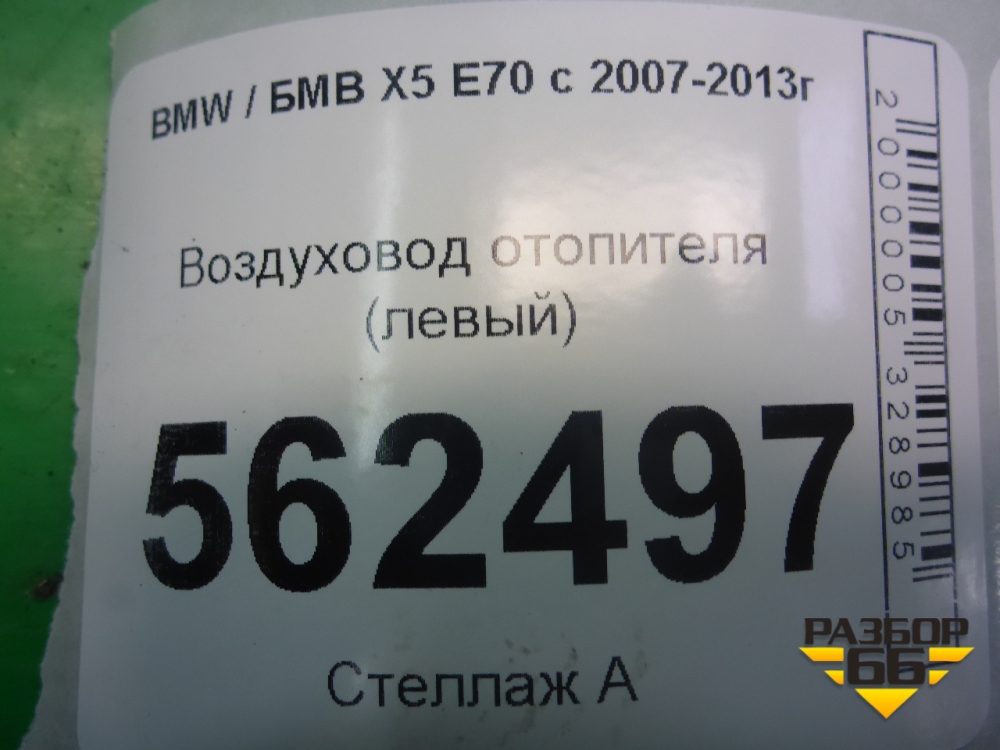 BMW / БМВ X5 E70 с 2007-2013г
Воздуховод отопителя
(левый)
562497
Стеллаж А
2000005328985
РАЗБОР
66